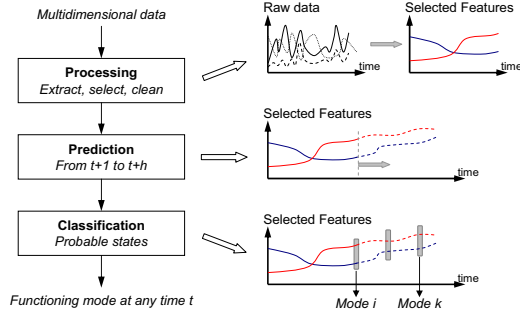 Multidimensional data
Processing
Extract, select, clean
Prediction
From t+1 to t+h
Classification
Probable states
Functioning mode at any time t
Raw data
time
Selected Features
time
Selected Features
time
Selected Features
time
Mode i
Mode k